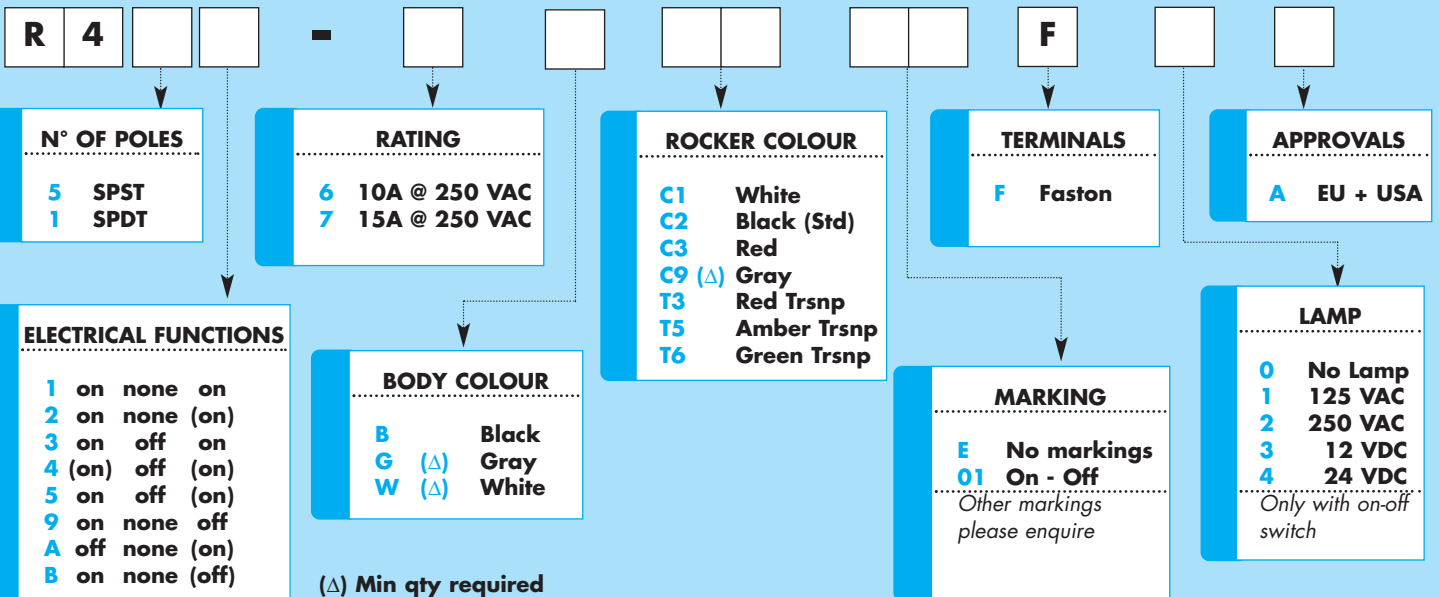 R 4 - F
N° OF POLES
5 SPST
1 SPDT
RATING
6 10A @ 250 VAC
7 15A @ 250 VAC
ROCKER COLOUR
C1 White
C2 Black (Std)
C3 Red
C9 (Δ) Gray
T3 Red Trsnp
T5 Amber Trsnp
T6 Green Trsnp
TERMINALS
F Faston
APPROVALS
A EU + USA
ELECTRICAL FUNCTIONS
1 on none on
2 on none (on)
3 on off on
4 (on) off (on)
5 on off (on)
9 on none off
A off none (on)
B on none (off)
BODY COLOUR
B Black
G (Δ) Gray
W (Δ) White
MARKING
E No markings
01 On - Off
Other markings
please enquire
LAMP
0 No Lamp
1 125 VAC
2 250 VAC
3 12 VDC
4 24 VDC
Only with on-off
switch
(Δ) Min qty required